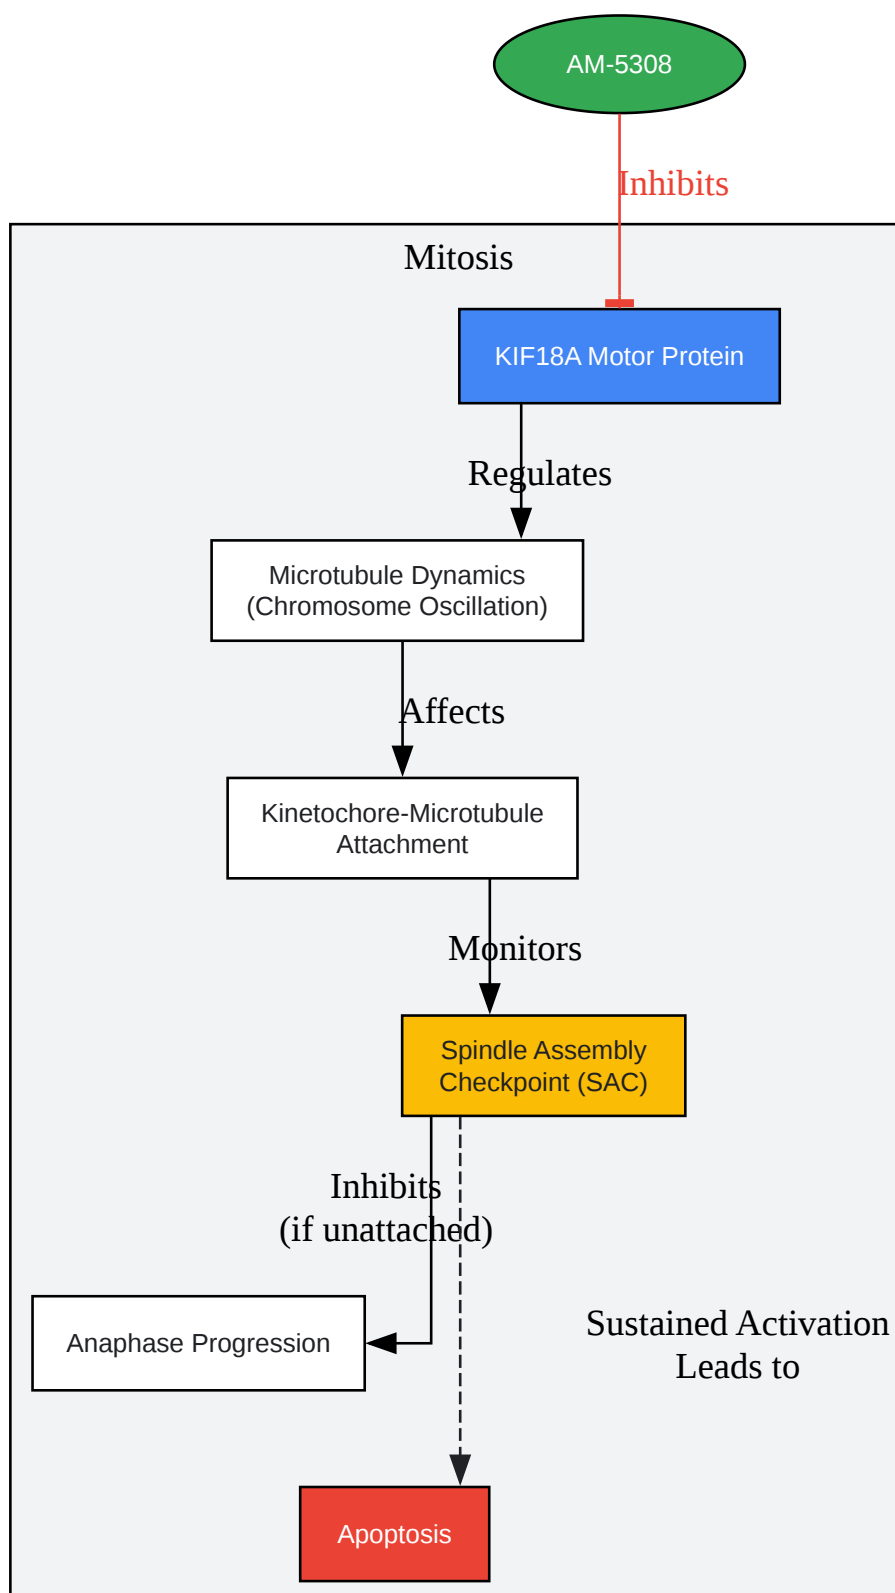 AM-5308
Inhibits
Mitosis
KIF18A Motor Protein
Regulates
Microtubule Dynamics
(Chromosome Oscillation)
Affects
Kinetochore-Microtubule
Attachment
Monitors
Spindle Assembly
Checkpoint (SAC)
Inhibits
(if unattached)
Anaphase Progression
Sustained Activation
Leads to
Apoptosis